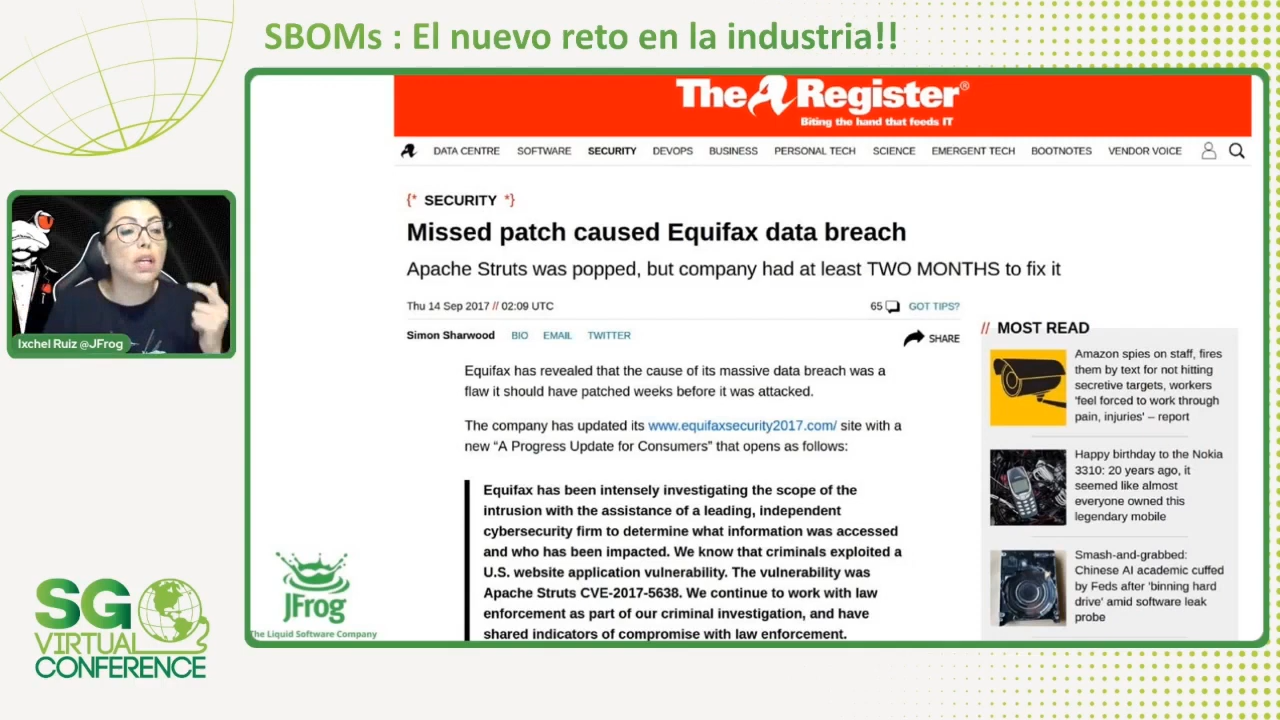 SBOMs : El nuevo reto en la industria!!
The Register®
Biting the hand that feeds IT
DATA CENTRE SOFTWARE SECURITY DEVOPS BUSINESS PERSONAL TECH SCIENCE EMERGENT TECH BOOTNOTES VENDOR VOICE
{* SECURITY *}
Missed patch caused Equifax data breach
Apache Struts was popped, but company had at least TWO MONTHS to fix it
Thu 14 Sep 2017 // 02:09 UTC
65 GOT TIPS?
Simon Sharwood BIO EMAIL TWITTER
SHARE
Equifax has revealed that the cause of its massive data breach was a
flaw it should have patched weeks before it was attacked.
The company has updated its www.equifaxsecurity2017.com/ site with a
new “A Progress Update for Consumers” that opens as follows:
Equifax has been intensely investigating the scope of the
intrusion with the assistance of a leading, independent
cybersecurity firm to determine what information was accessed
and who has been impacted. We know that criminals exploited a
U.S. website application vulnerability. The vulnerability was
Apache Struts CVE-2017-5638. We continue to work with law
enforcement as part of our criminal investigation, and have
shared indicators of compromise with law enforcement.
// MOST READ
Amazon spies on staff, fires
them by text for not hitting
secretive targets, workers
'feel forced to work through
pain, injuries' – report
Happy birthday to the Nokia
3310: 20 years ago, it
seemed like almost
everyone owned this
legendary mobile
Smash-and-grabbed:
Chinese AI academic cuffed
by Feds after 'binning hard
drive' amid software leak
probe
Ixchel Ruiz @JFrog
JFrog
The Liquid Software Company
SG
VIRTUAL
CONFERENCE